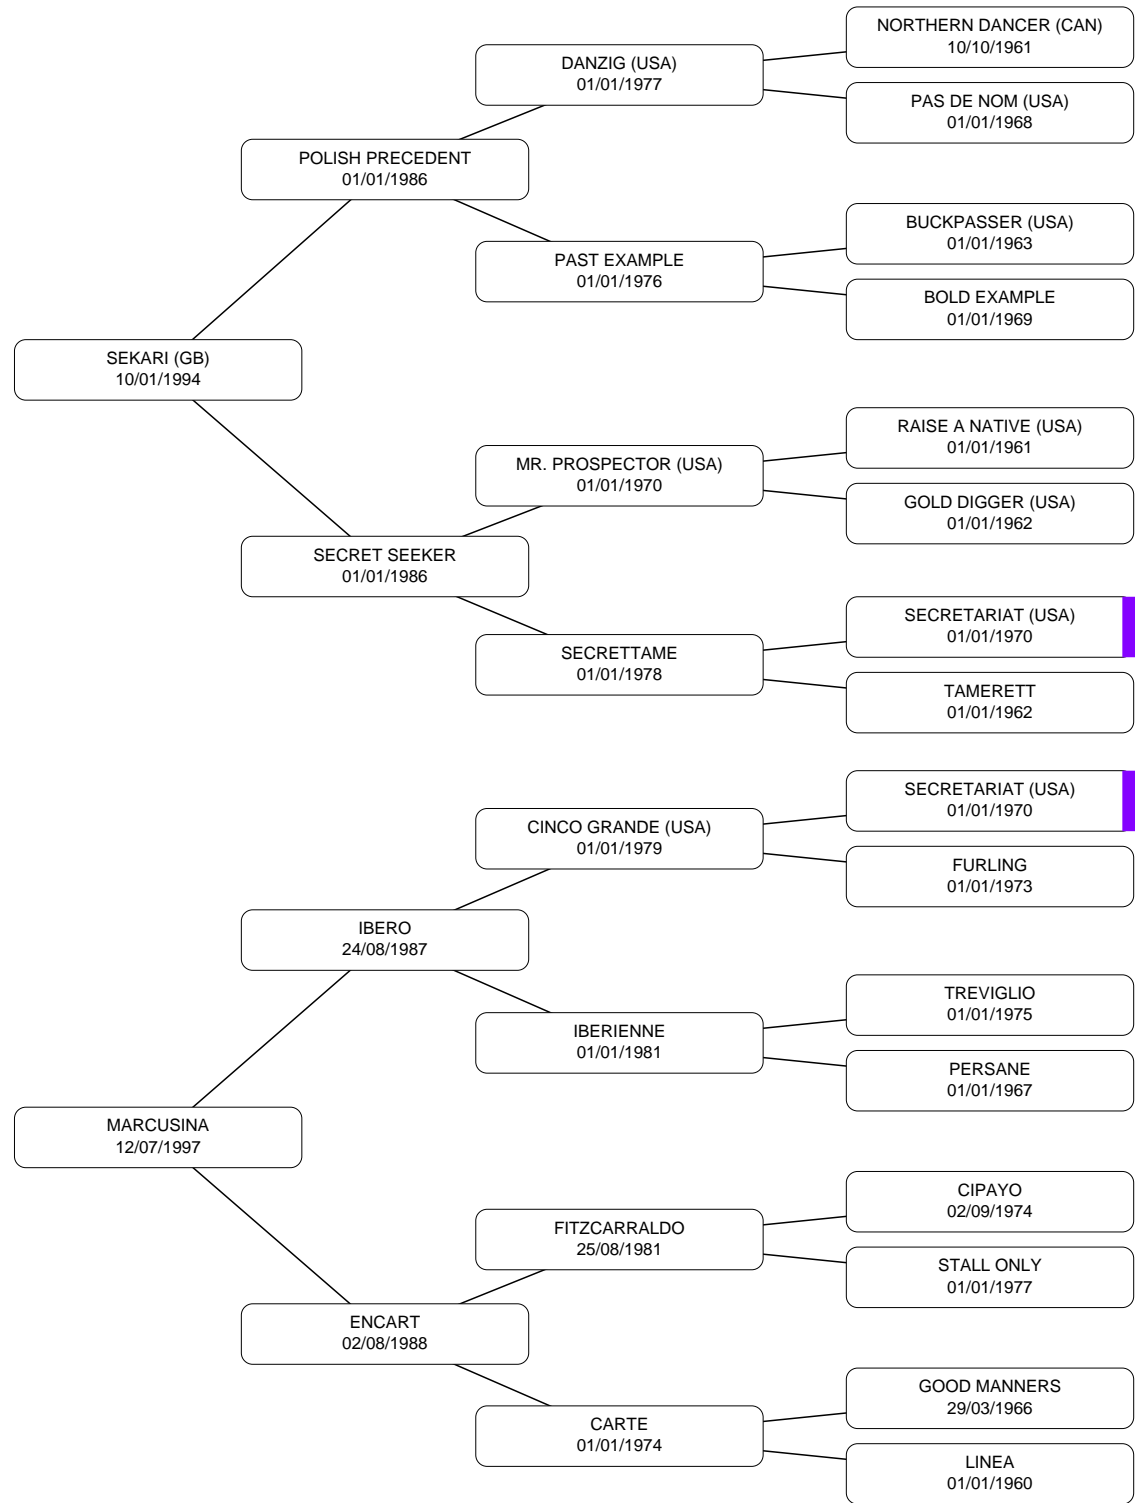 NORTHERN DANCER (CAN)
10/10/1961
DANZIG (USA)
01/01/1977
PAS DE NOM (USA)
01/01/1968
POLISH PRECEDENT
01/01/1986
BUCKPASSER (USA)
01/01/1963
PAST EXAMPLE
01/01/1976
BOLD EXAMPLE
01/01/1969
SEKARI (GB)
10/01/1994
RAISE A NATIVE (USA)
01/01/1961
MR. PROSPECTOR (USA)
01/01/1970
GOLD DIGGER (USA)
01/01/1962
SECRET SEEKER
01/01/1986
SECRETARIAT (USA)
01/01/1970
SECRETTAME
01/01/1978
TAMERETT
01/01/1962
SECRETARIAT (USA)
01/01/1970
CINCO GRANDE (USA)
01/01/1979
FURLING
01/01/1973
IBERO
24/08/1987
TREVIGLIO
01/01/1975
IBERIENNE
01/01/1981
PERSANE
01/01/1967
MARCUSINA
12/07/1997
CIPAYO
02/09/1974
FITZCARRALDO
25/08/1981
STALL ONLY
01/01/1977
ENCART
02/08/1988
GOOD MANNERS
29/03/1966
CARTE
01/01/1974
LINEA
01/01/1960